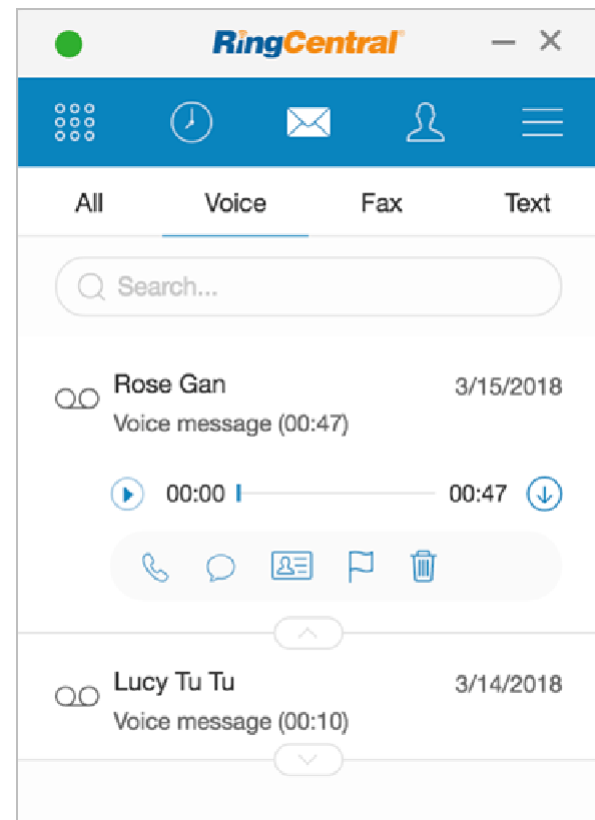 RingCentral®
All Voice Fax Text
Search...
Rose Gan 3/15/2018
Voice message (00:47)
00:00 00:47
Lucy Tu Tu 3/14/2018
Voice message (00:10)